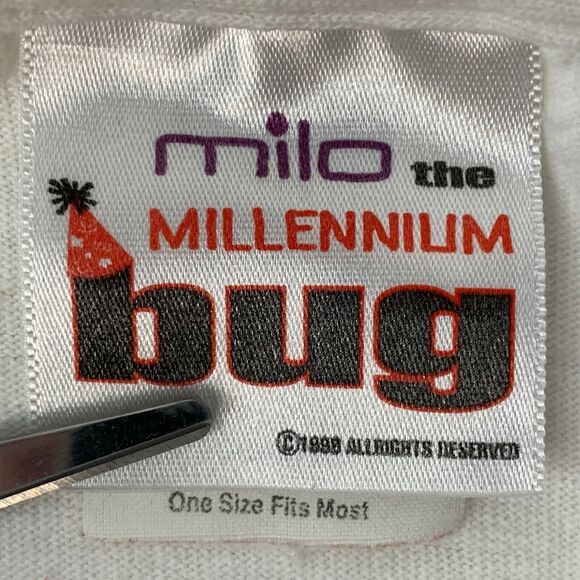 milo the
MILLENNIUM
bug
©1998 ALLRIGHTS RESERVED
One Size Fits Most